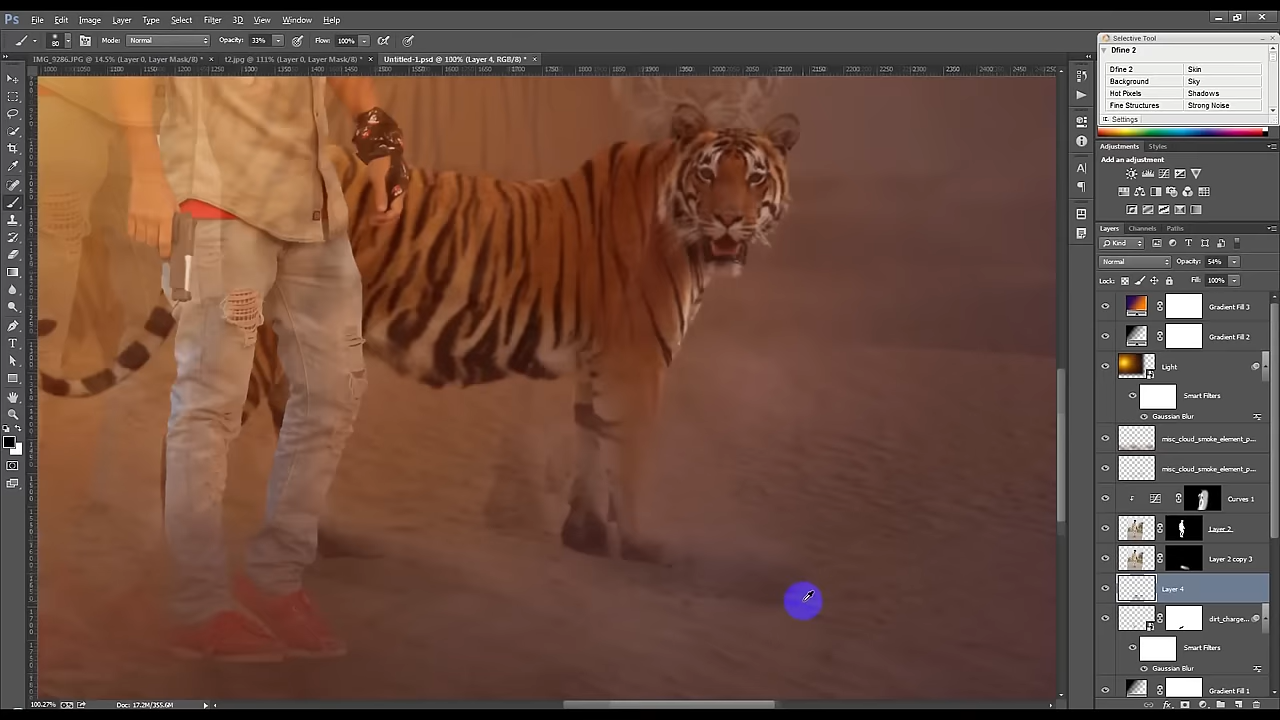 Ps File Edit Image Layer Type Select Filter 3D View Window Help
80 Mode: Normal Opacity: 33% Flow: 100%
IMG_9286.JPG @ 14.5% (Layer 0, Layer Mask/8) * × t2.jpg @ 111% (Layer 0, Layer Mask/8) * × Untitled-1.psd @ 100% (Layer 4, RGB/8) * ×
Selective Tool
Dfine 2
Dfine 2 Skin
Background Sky
Hot Pixels Shadows
Fine Structures Strong Noise
Settings
Adjustments Styles
Add an adjustment
Layers Channels Paths
Kind
Normal Opacity: 54%
Lock: Fill: 100%
Gradient Fill 3
Gradient Fill 2
Light
Smart Filters
Gaussian Blur
misc_cloud_smoke_element_p...
misc_cloud_smoke_element_p...
Curves 1
Layer 2
Layer 2 copy 3
Layer 4
dirt_charge...
Smart Filters
Gaussian Blur
Gradient Fill 1
100.27% Doc: 17.2M/355.6M